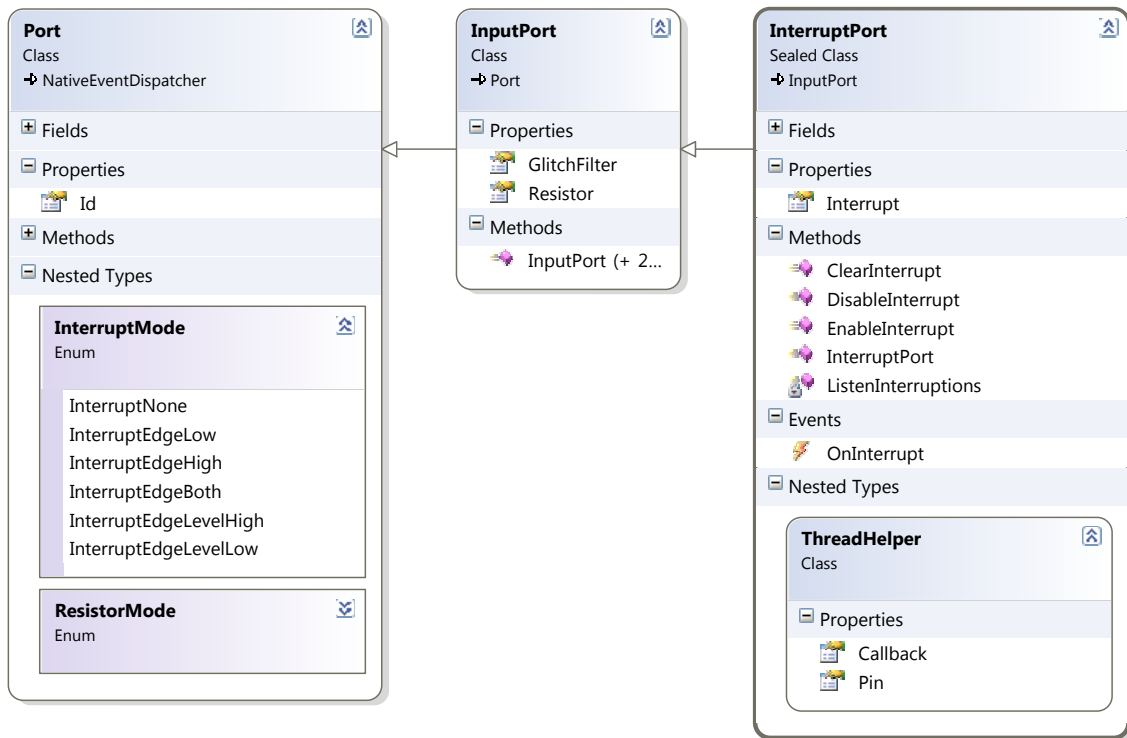 Port
Class
NativeEventDispatcher
Fields
Properties
Id
Methods
Nested Types
InterruptMode
Enum
InterruptNone
InterruptEdgeLow
InterruptEdgeHigh
InterruptEdgeBoth
InterruptEdgeLevelHigh
InterruptEdgeLevelLow
ResistorMode
Enum
InputPort
Class
Port
Properties
GlitchFilter
Resistor
Methods
InputPort (+ 2...
InterruptPort
Sealed Class
InputPort
Fields
Properties
Interrupt
Methods
ClearInterrupt
DisableInterrupt
EnableInterrupt
InterruptPort
ListenInterruptions
Events
OnInterrupt
Nested Types
ThreadHelper
Class
Properties
Callback
Pin